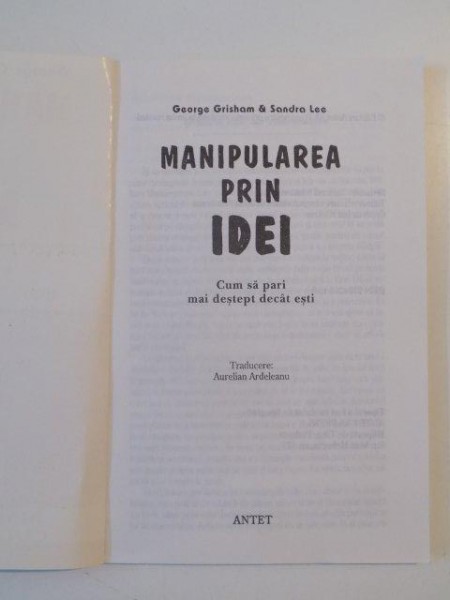 George Grisham & Sandra Lee
MANIPULAREA
PRIN
IDEI
Cum să pari
mai deștept decât ești
Traducere:
Aurelian Ardeleanu
ANTET